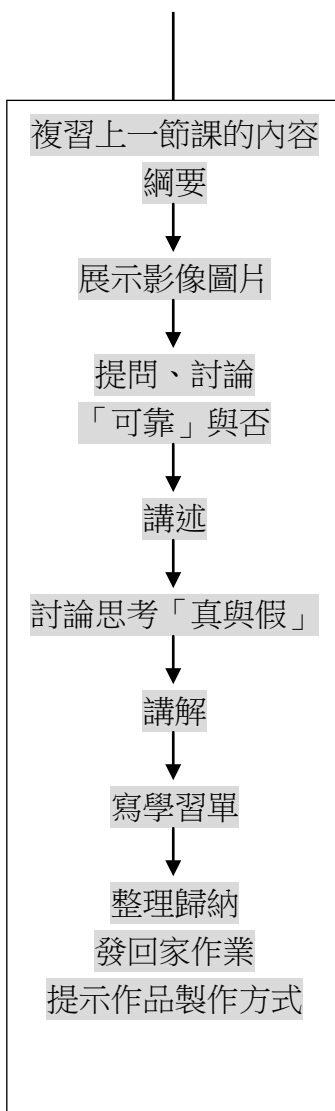 複習上一節課的內容
綱要
展示影像圖片
提問、討論
「可靠」與否
講述
討論思考「真與假」
講解
寫學習單
整理歸納
發回家作業
提示作品製作方式